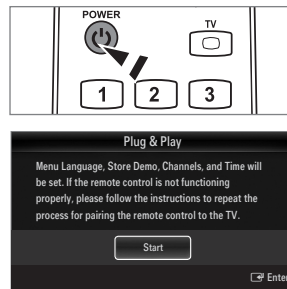 POWER
TV
1 2 3
Plug & Play
Menu Language, Store Demo, Channels, and Time will
be set. If the remote control is not functioning
properly, please follow the instructions to repeat the
process for pairing the remote control to the TV.
Start
Enter